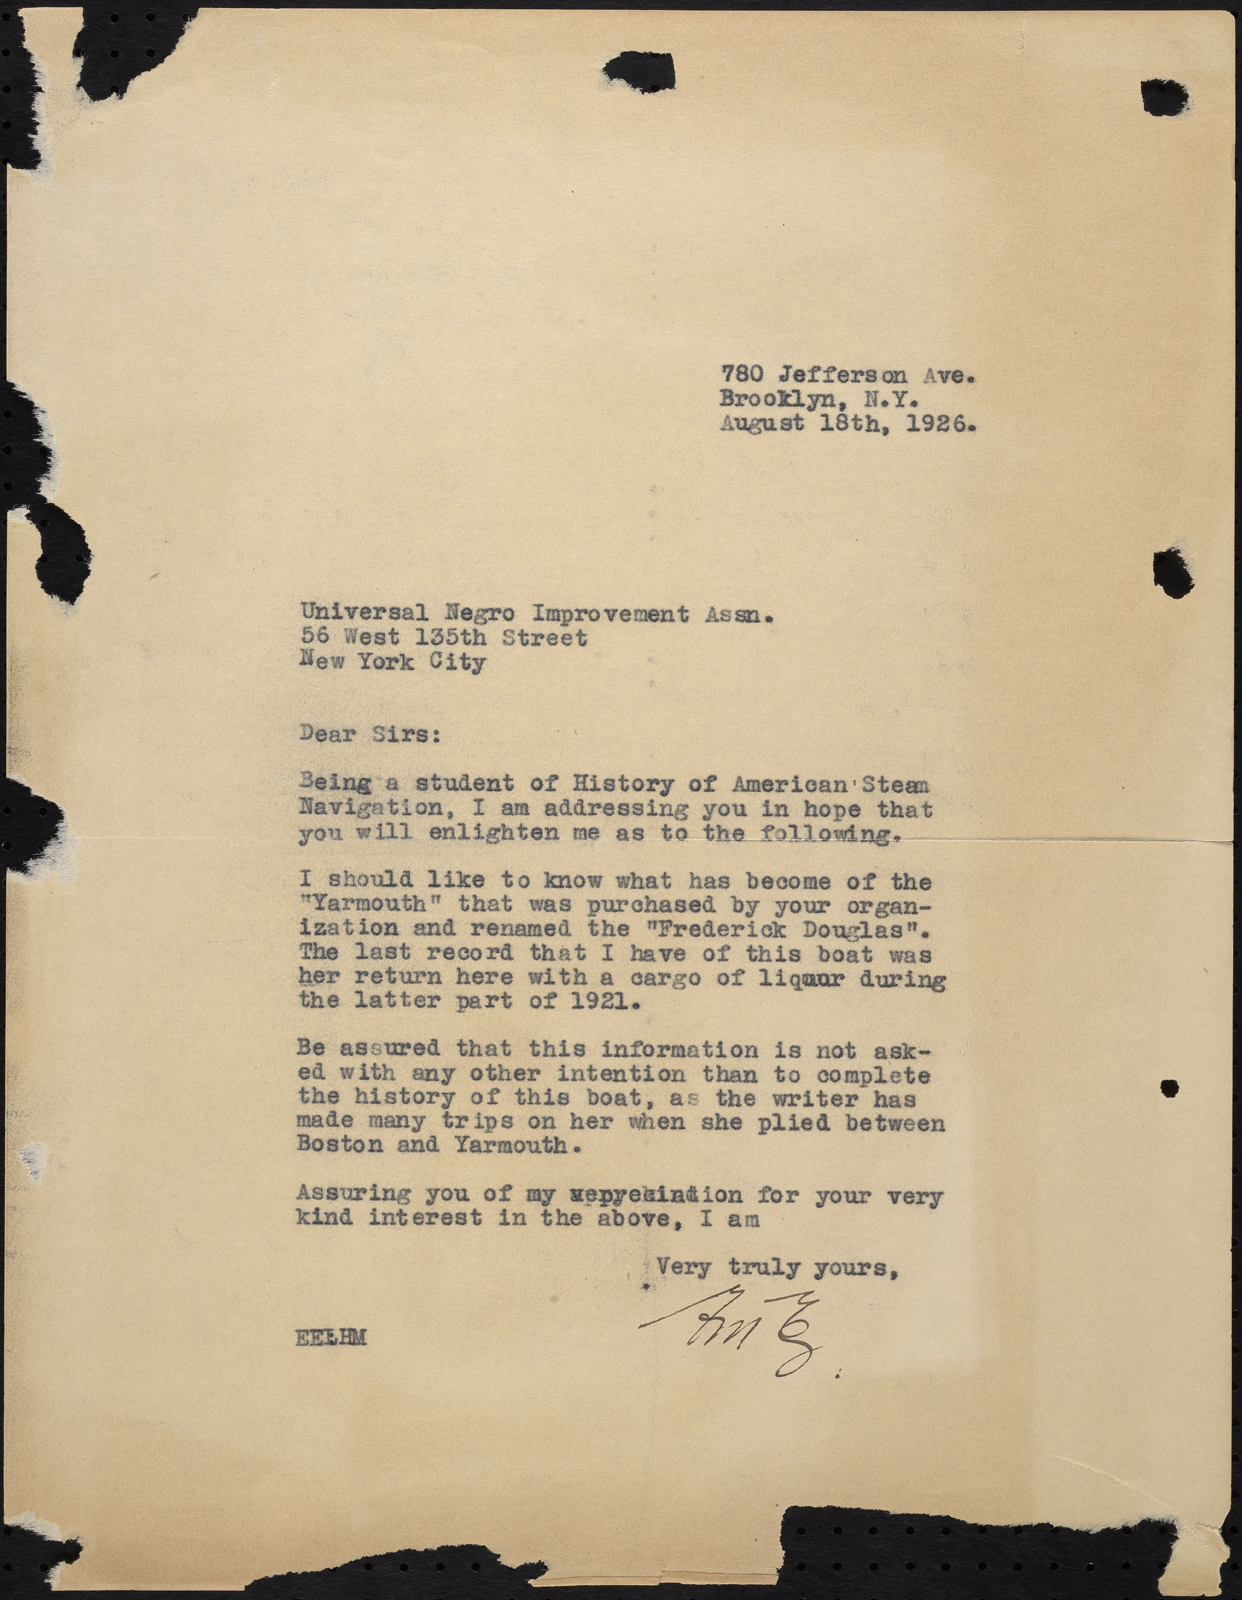 780 Jefferson Ave.
Brooklyn, N.Y.
August 18th, 1926.
Universal Negro Improvement Assn.
56 West 135th Street
New York City
Dear Sirs:
Being a student of History of American Steam
Navigation, I am addressing you in hope that
you will enlighten me as to the following.
I should like to know what has become of the
"Yarmouth" that was purchased by your organ-
ization and renamed the "Frederick Douglas".
The last record that I have of this boat was
her return here with a cargo of liquor during
the latter part of 1921.
Be assured that this information is not ask-
ed with any other intention than to complete
the history of this boat, as the writer has
made many trips on her when she plied between
Boston and Yarmouth.
Assuring you of my for your very
kind interest in the above, I am
Very truly yours,